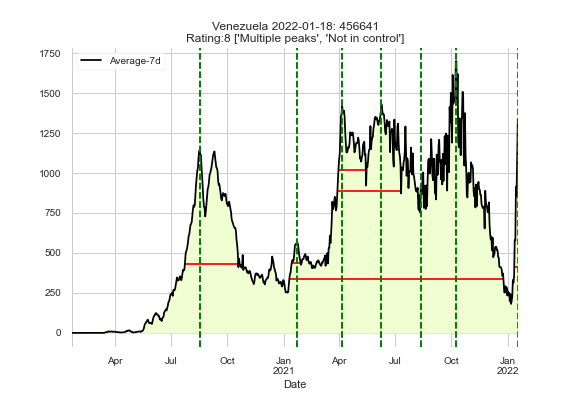 Venezuela 2022-01-18: 456641
Rating:8 ['Multiple peaks', 'Not in control']
Average-7d
1750
1500
1250
1000
750
500
250
0
Apr Jul Oct Jan Apr Jul Oct Jan
2021 2022
Date